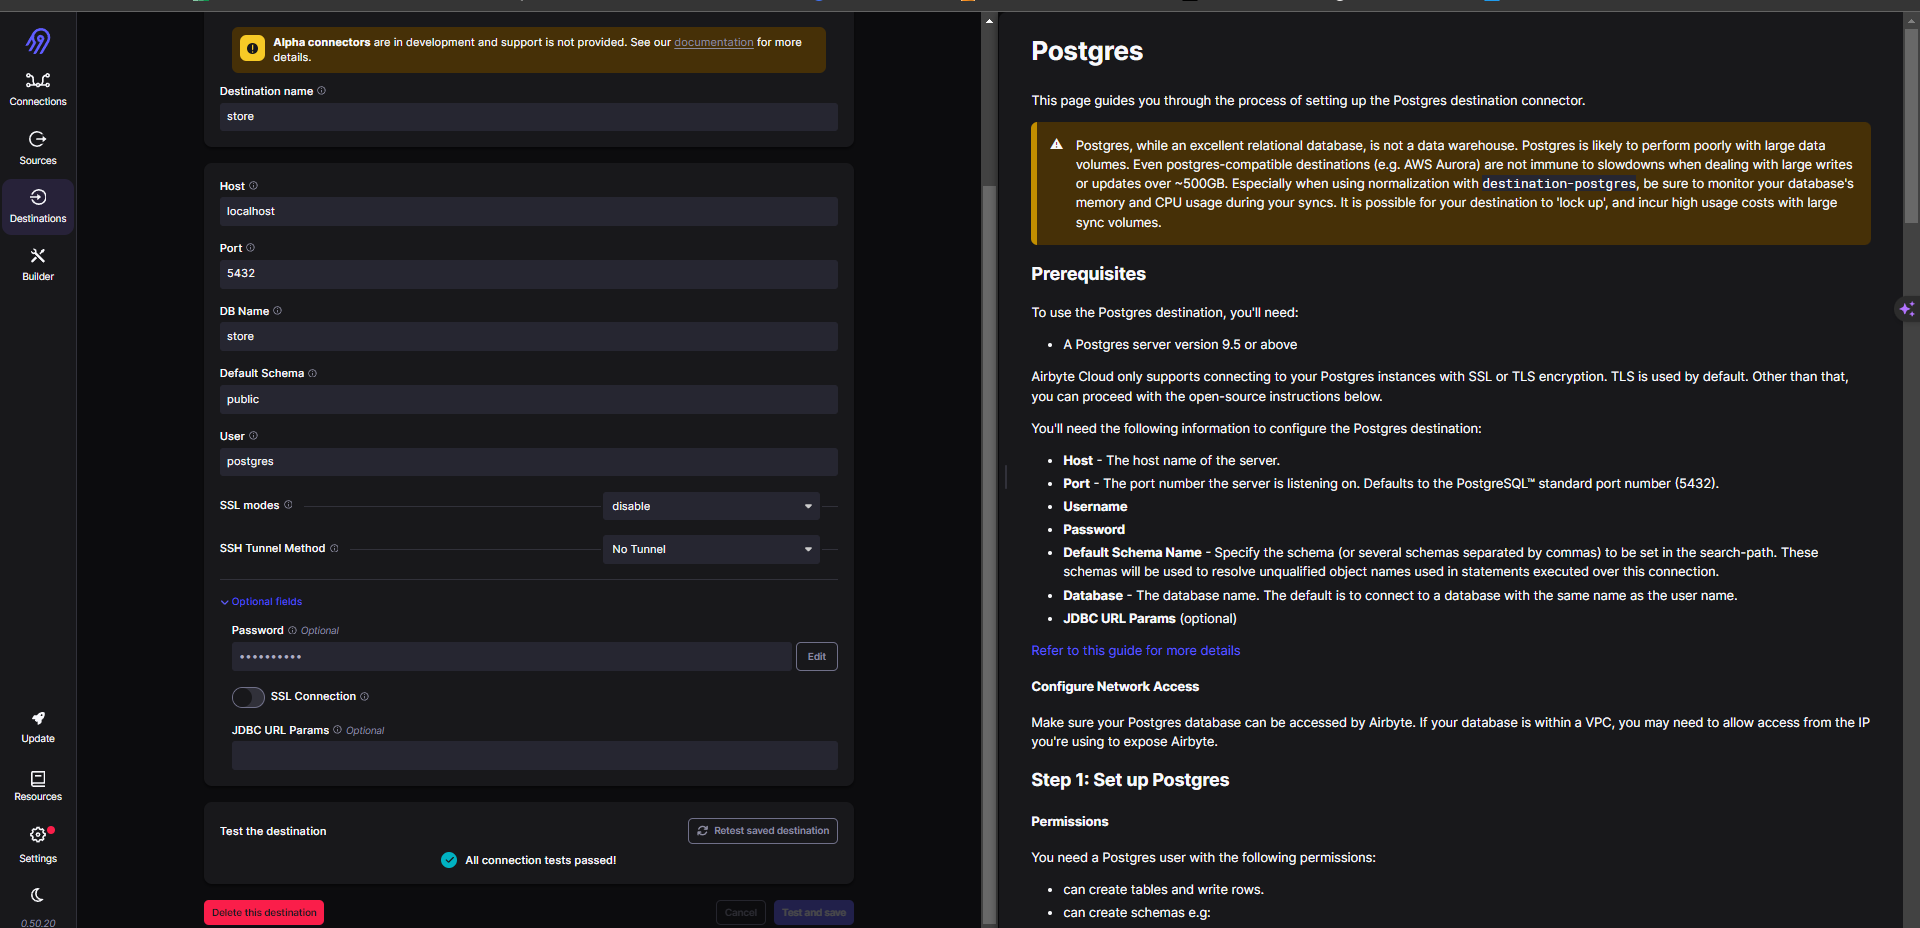 Connections
Sources
Destinations
Builder
Update
Resources
Settings
0.50.20
Alpha connectors are in development and support is not provided. See our documentation for more
details.
Destination name
store
Host
localhost
Port
5432
DB Name
store
Default Schema
public
User
postgres
SSL modes
disable
SSH Tunnel Method
No Tunnel
Optional fields
Password Optional
••••••••••
Edit
SSL Connection
JDBC URL Params Optional
Test the destination
Retest saved destination
All connection tests passed!
Delete this destination
Cancel
Test and save
Postgres
This page guides you through the process of setting up the Postgres destination connector.
Postgres, while an excellent relational database, is not a data warehouse. Postgres is likely to perform poorly with large data
volumes. Even postgres-compatible destinations (e.g. AWS Aurora) are not immune to slowdowns when dealing with large writes
or updates over ~500GB. Especially when using normalization with destination-postgres, be sure to monitor your database's
memory and CPU usage during your syncs. It is possible for your destination to 'lock up', and incur high usage costs with large
sync volumes.
Prerequisites
To use the Postgres destination, you'll need:
• A Postgres server version 9.5 or above
Airbyte Cloud only supports connecting to your Postgres instances with SSL or TLS encryption. TLS is used by default. Other than that,
you can proceed with the open-source instructions below.
You'll need the following information to configure the Postgres destination:
• Host - The host name of the server.
• Port - The port number the server is listening on. Defaults to the PostgreSQL™ standard port number (5432).
• Username
• Password
• Default Schema Name - Specify the schema (or several schemas separated by commas) to be set in the search-path. These
schemas will be used to resolve unqualified object names used in statements executed over this connection.
• Database - The database name. The default is to connect to a database with the same name as the user name.
• JDBC URL Params (optional)
Refer to this guide for more details
Configure Network Access
Make sure your Postgres database can be accessed by Airbyte. If your database is within a VPC, you may need to allow access from the IP
you're using to expose Airbyte.
Step 1: Set up Postgres
Permissions
You need a Postgres user with the following permissions:
• can create tables and write rows.
• can create schemas e.g: